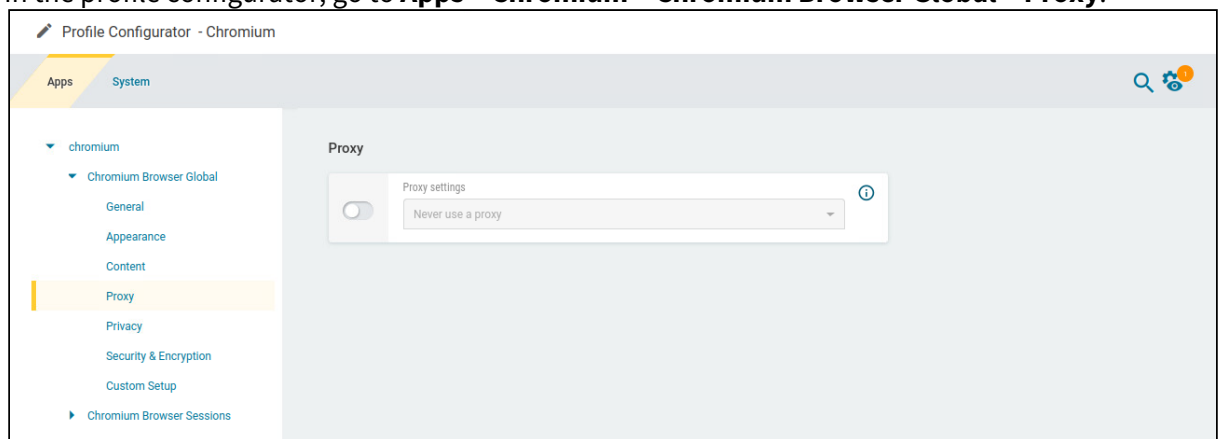 In the profile configurator, go to Apps > Chromium > Chromium Browser Global > Proxy.
Profile Configurator - Chromium
Apps
System
1
chromium
Proxy
Chromium Browser Global
Proxy settings
General
Never use a proxy
Appearance
Content
Proxy
Privacy
Security & Encryption
Custom Setup
Chromium Browser Sessions